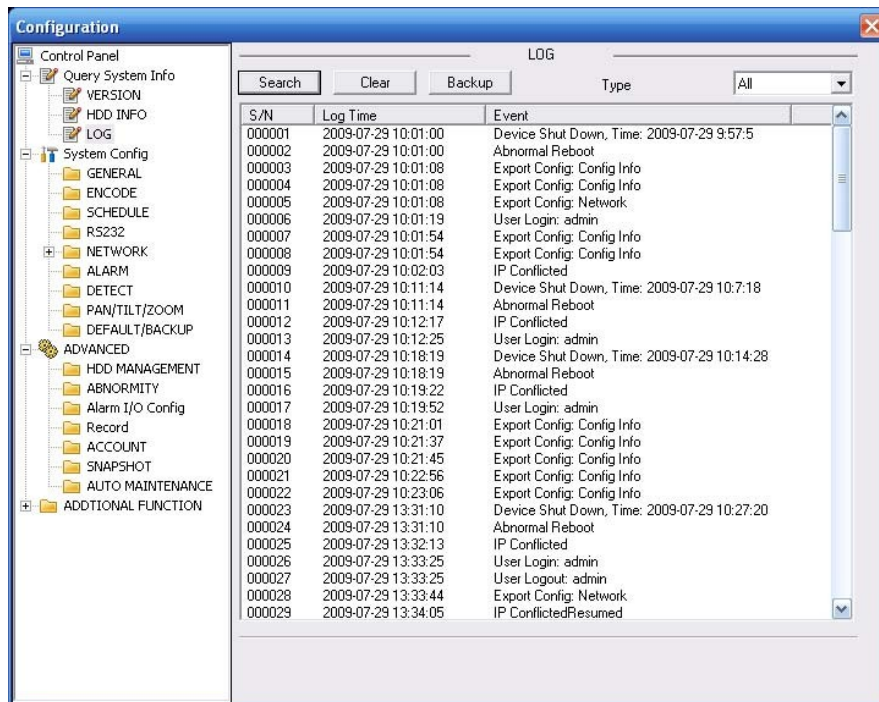 Configuration
Control Panel
Query System Info
VERSION
HDD INFO
LOG
System Config
GENERAL
ENCODE
SCHEDULE
RS232
NETWORK
ALARM
DETECT
PAN/TILT/ZOOM
DEFAULT/BACKUP
ADVANCED
HDD MANAGEMENT
ABNORMITY
Alarm I/O Config
Record
ACCOUNT
SNAPSHOT
AUTO MAINTENANCE
ADDTIONAL FUNCTION
LOG
Search Clear Backup Type All
S/N Log Time Event
000001 2009-07-29 10:01:00 Device Shut Down, Time: 2009-07-29 9:57:5
000002 2009-07-29 10:01:00 Abnormal Reboot
000003 2009-07-29 10:01:08 Export Config: Config Info
000004 2009-07-29 10:01:08 Export Config: Config Info
000005 2009-07-29 10:01:08 Export Config: Network
000006 2009-07-29 10:01:19 User Login: admin
000007 2009-07-29 10:01:54 Export Config: Config Info
000008 2009-07-29 10:01:54 Export Config: Config Info
000009 2009-07-29 10:02:03 IP Conflicted
000010 2009-07-29 10:11:14 Device Shut Down, Time: 2009-07-29 10:7:18
000011 2009-07-29 10:11:14 Abnormal Reboot
000012 2009-07-29 10:12:17 IP Conflicted
000013 2009-07-29 10:12:25 User Login: admin
000014 2009-07-29 10:18:19 Device Shut Down, Time: 2009-07-29 10:14:28
000015 2009-07-29 10:18:19 Abnormal Reboot
000016 2009-07-29 10:19:22 IP Conflicted
000017 2009-07-29 10:19:52 User Login: admin
000018 2009-07-29 10:21:01 Export Config: Config Info
000019 2009-07-29 10:21:37 Export Config: Config Info
000020 2009-07-29 10:21:45 Export Config: Config Info
000021 2009-07-29 10:22:56 Export Config: Config Info
000022 2009-07-29 10:23:06 Export Config: Config Info
000023 2009-07-29 13:31:10 Device Shut Down, Time: 2009-07-29 10:27:20
000024 2009-07-29 13:31:10 Abnormal Reboot
000025 2009-07-29 13:32:13 IP Conflicted
000026 2009-07-29 13:33:25 User Login: admin
000027 2009-07-29 13:33:25 User Logout: admin
000028 2009-07-29 13:33:44 Export Config: Network
000029 2009-07-29 13:34:05 IP ConflictedResumed